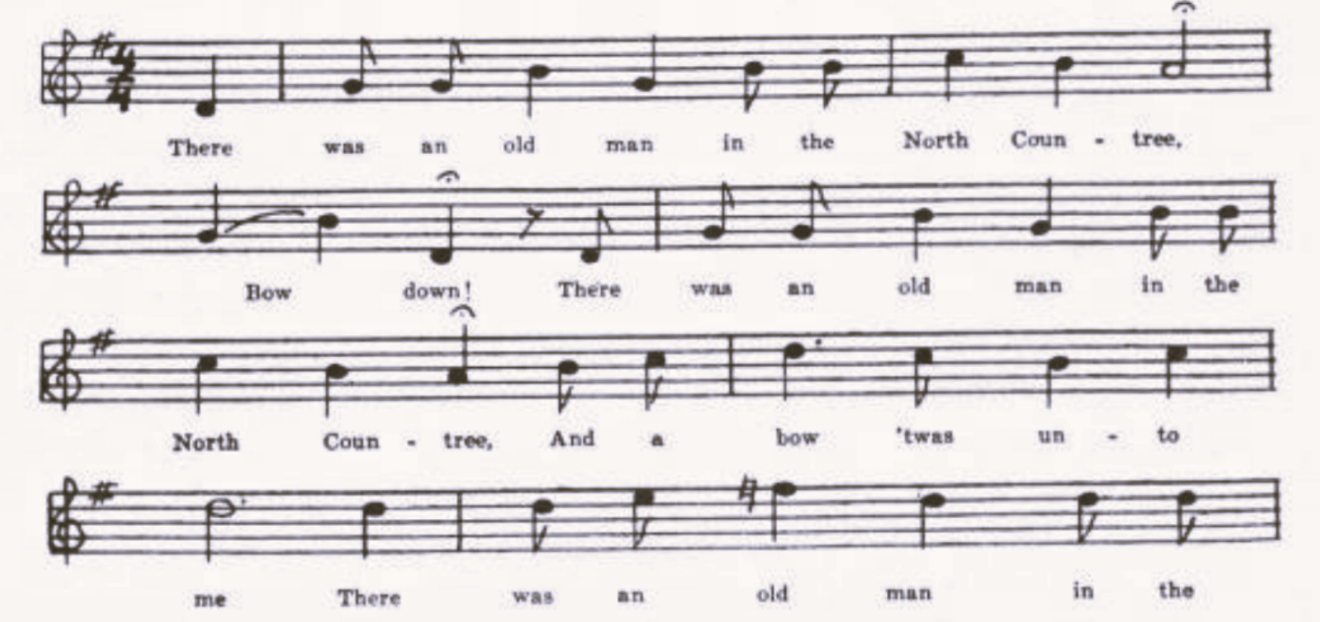 There was an old man in the North Coun - tree,
Bow down! There was an old man in the
North Coun - tree, And a bow 'twas un - to
me There was an old man in the